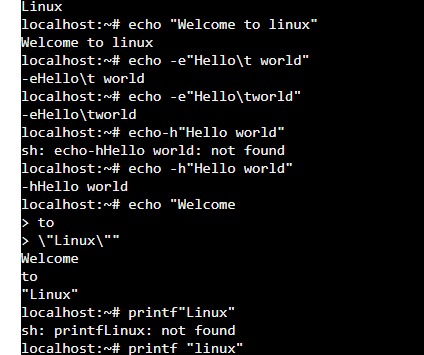 Linux
localhost:~# echo "Welcome to linux"
Welcome to linux
localhost:~# echo -e"Hello\t world"
-eHello\t world
localhost:~# echo -e"Hello\tworld"
-eHello\tworld
localhost:~# echo-h"Hello world"
sh: echo-hHello world: not found
localhost:~# echo -h"Hello world"
-hHello world
localhost:~# echo "Welcome
> to
> \"Linux\""
Welcome
to
"Linux"
localhost:~# printf"Linux"
sh: printfLinux: not found
localhost:~# printf "linux"